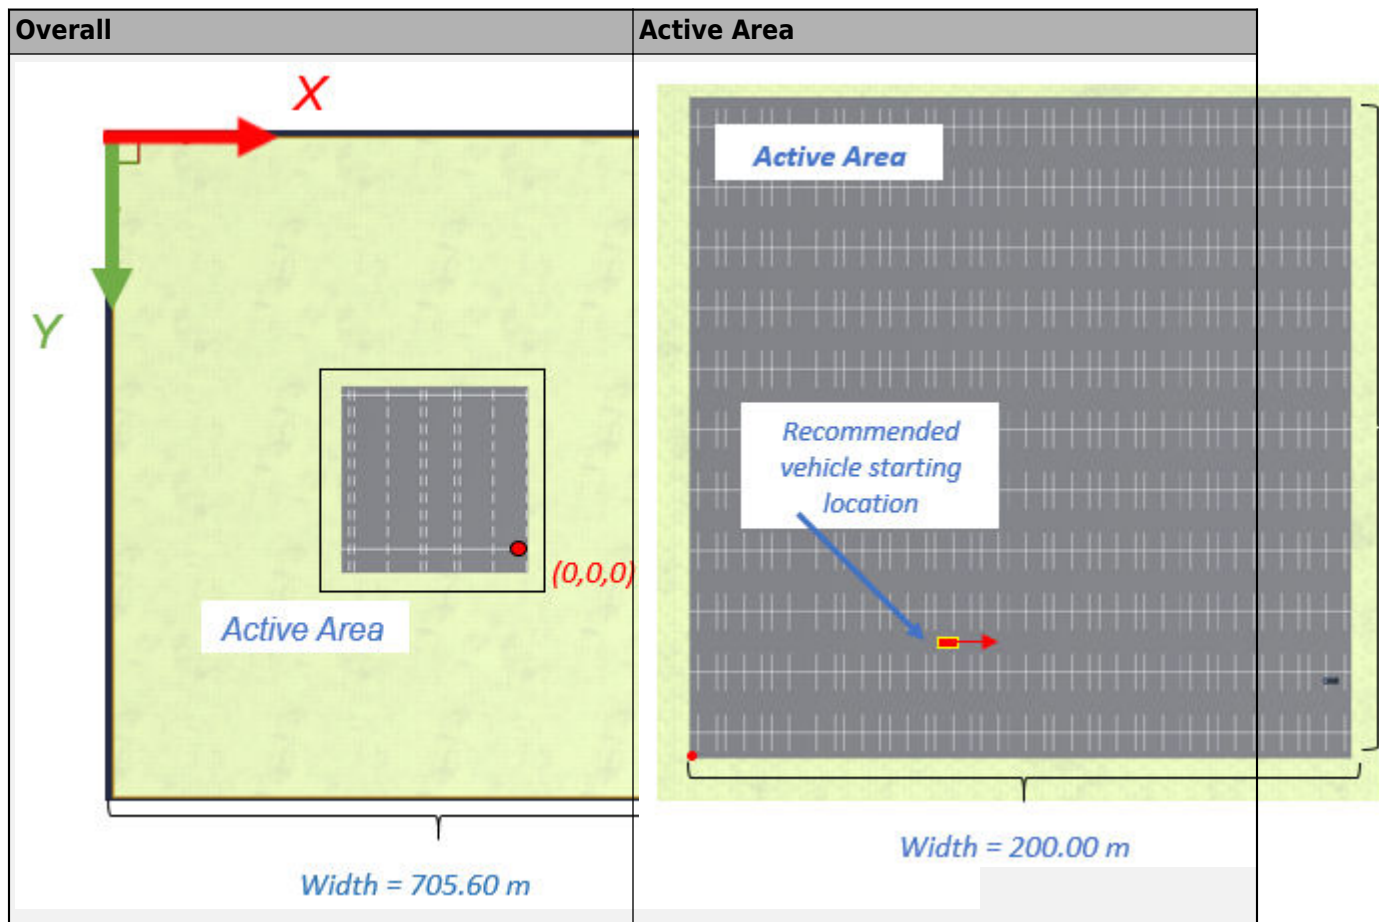 Overall
Active Area
X
Y
(0,0,0)
Active Area
Width = 705.60 m
Active Area
Recommended
vehicle starting
location
Width = 200.00 m